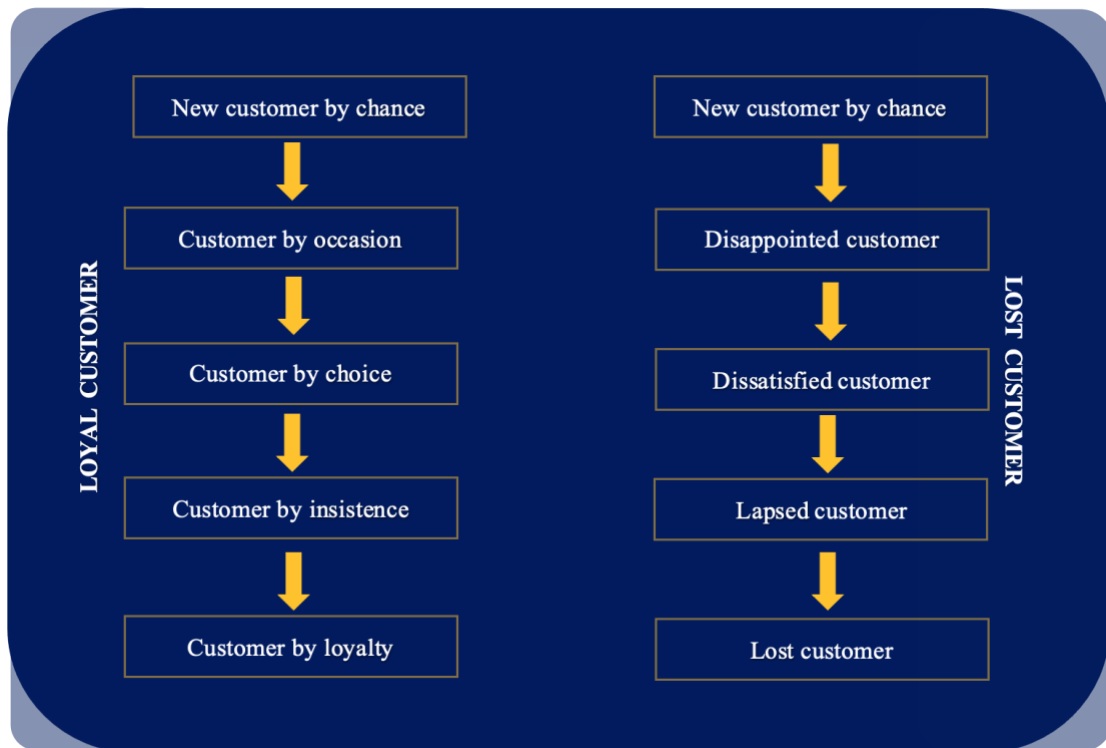 LOYAL CUSTOMER
New customer by chance
Customer by occasion
Customer by choice
Customer by insistence
Customer by loyalty
New customer by chance
Disappointed customer
Dissatisfied customer
Lapsed customer
Lost customer
LOST CUSTOMER